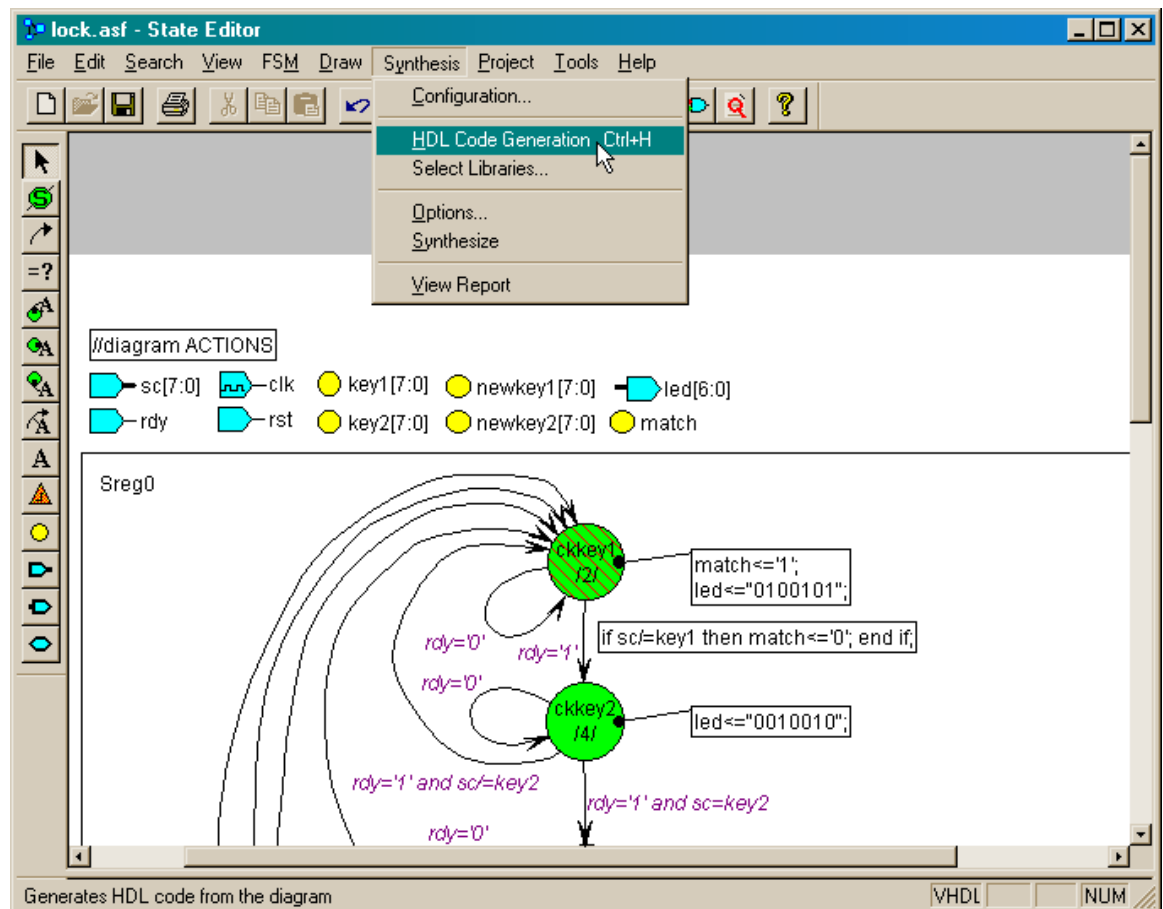 lock.asf - State Editor
File Edit Search View FSM Draw Synthesis Project Tools Help
Configuration...
HDL Code Generation Ctrl+H
Select Libraries...
Options...
Synthesize
View Report
S
=?
A
A
A
A
A
//diagram ACTIONS
sc[7:0] clk key1[7:0] newkey1[7:0] led[6:0]
rdy rst key2[7:0] newkey2[7:0] match
Sreg0
ckkey1
/2/
match<='1';
led<="0100101";
rdy='0'
rdy='1'
if sc/=key1 then match<='0'; end if;
rdy='0'
ckkey2
/4/
led<="0010010";
rdy='1' and sc/=key2
rdy='1' and sc=key2
rdy='0'
Generates HDL code from the diagram VHDL NUM